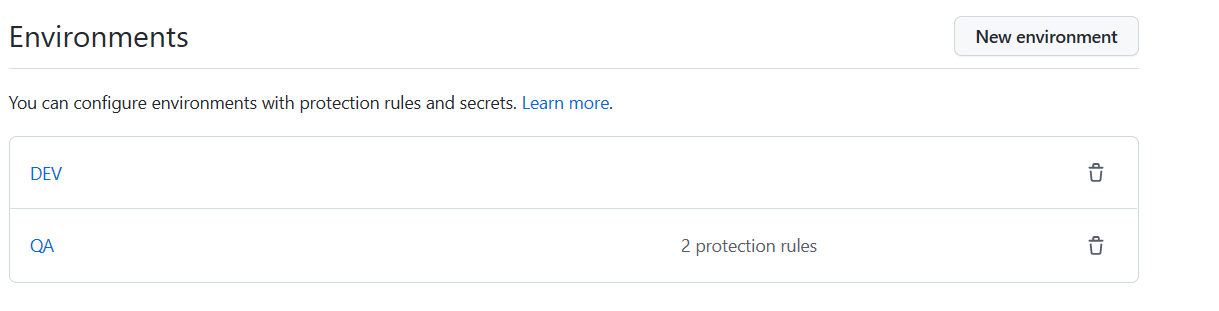 Environments
New environment
You can configure environments with protection rules and secrets. Learn more.
DEV
QA
2 protection rules